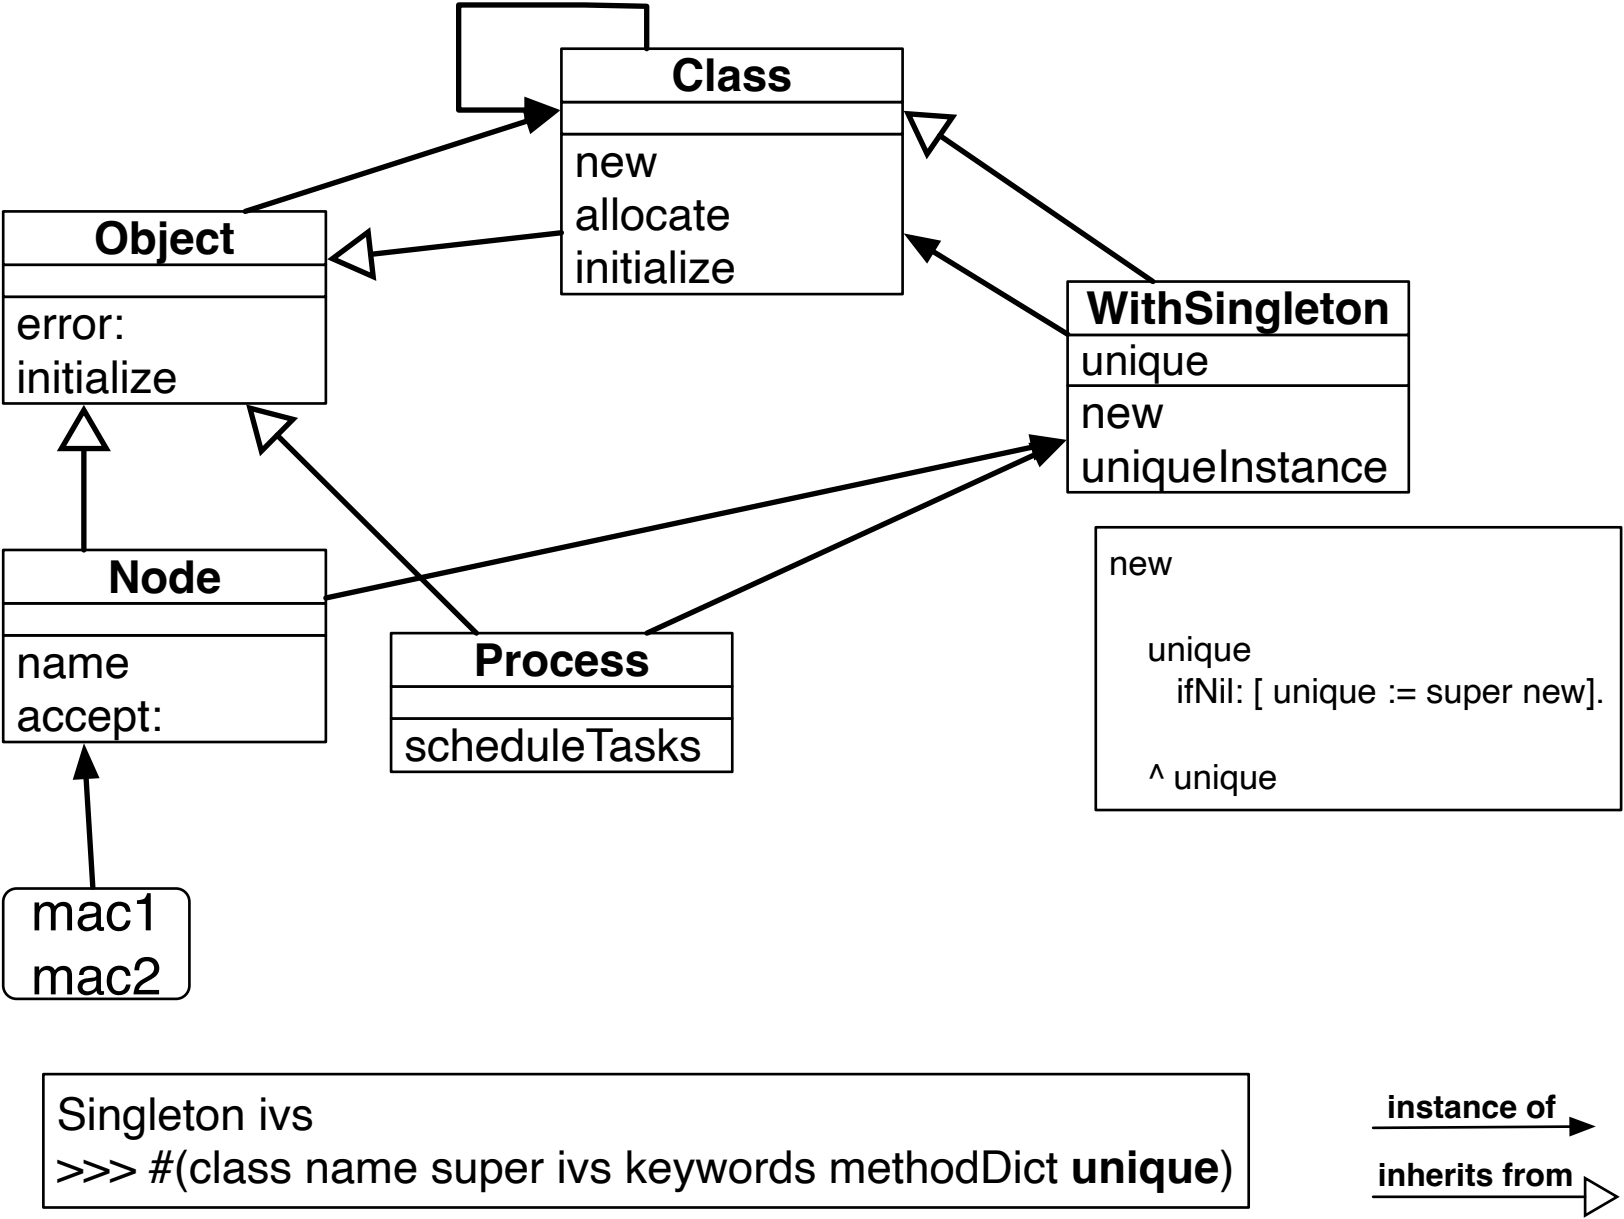 Class
new
allocate
initialize
Object
error:
initialize
WithSingleton
unique
new
uniqueInstance
Node
name
accept:
Process
scheduleTasks
new
unique
ifNil: [ unique := super new].
^ unique
mac1
mac2
Singleton ivs
>>> #(class name super ivs keywords methodDict unique)
instance of
inherits from